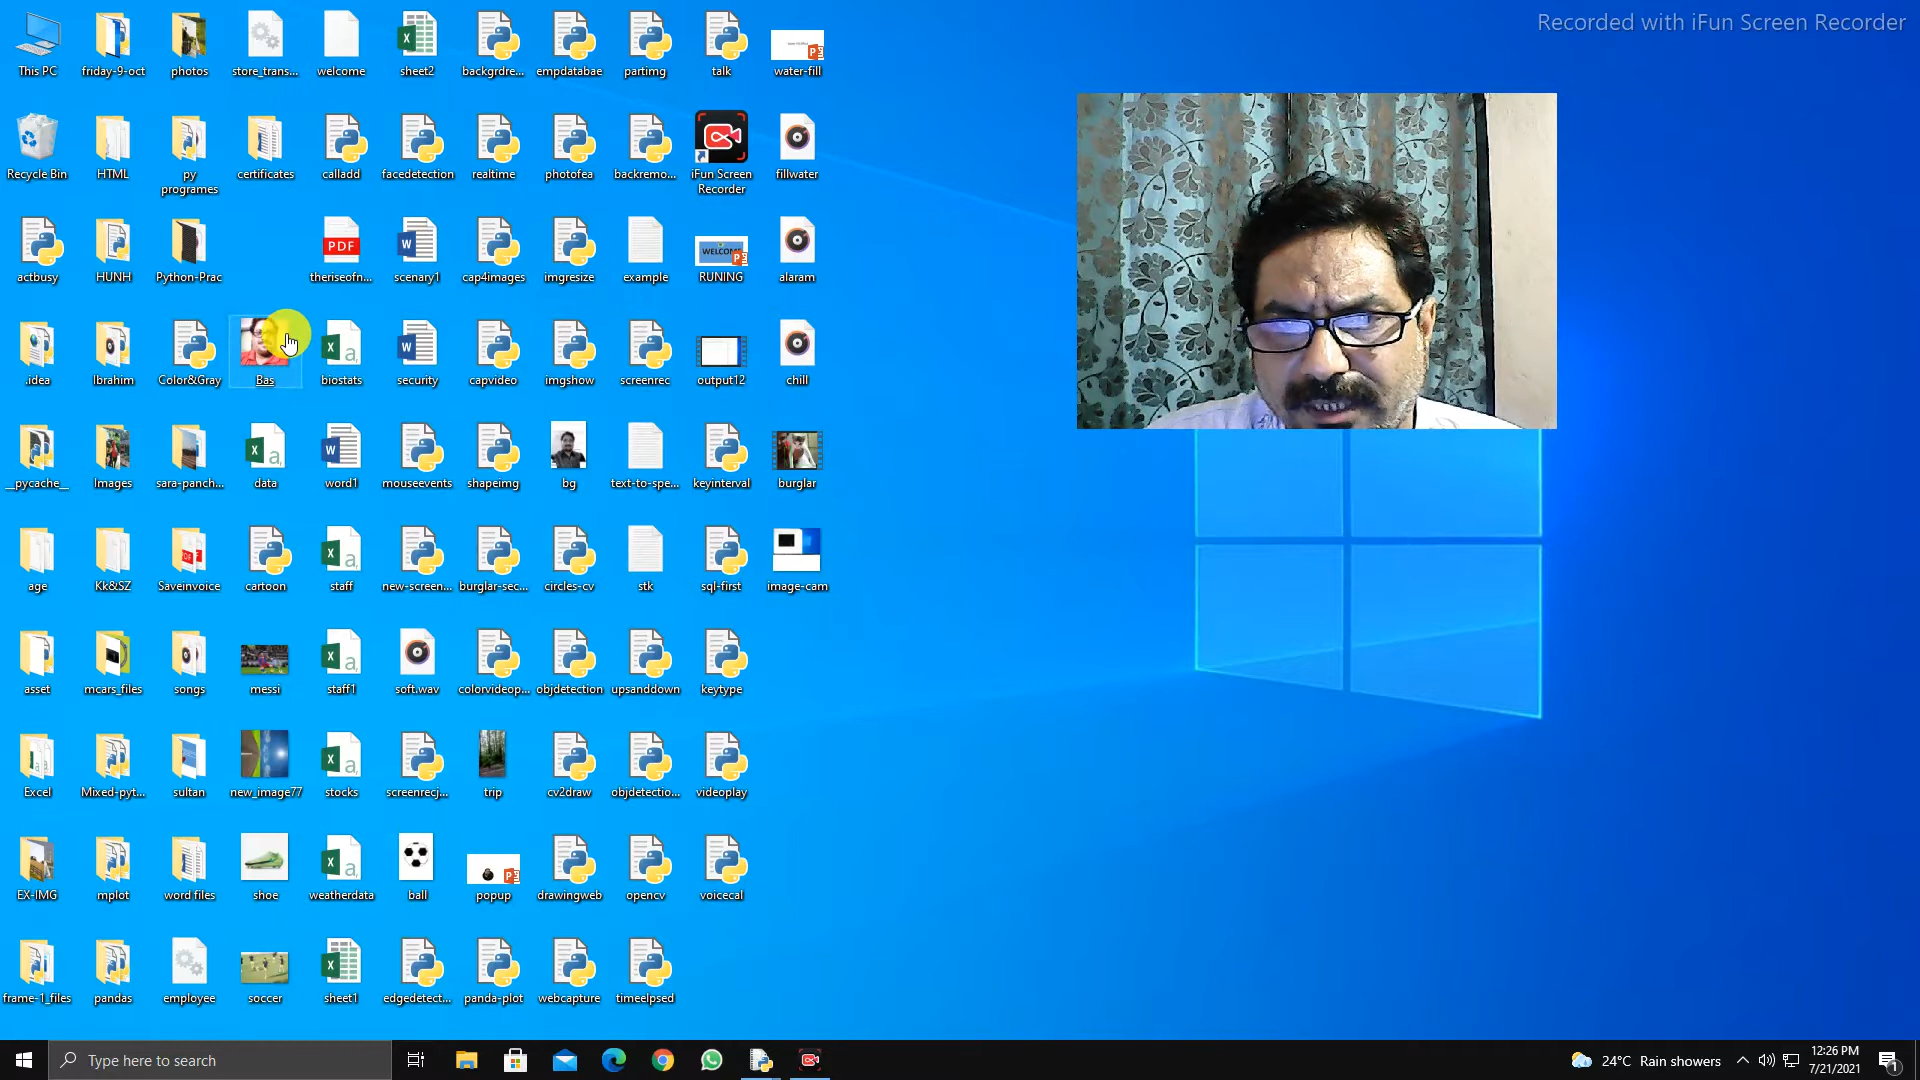 Recorded with iFun Screen Recorder
This PC
friday-9-oct
photos
store_trans...
welcome
sheet2
backgrdre...
empdatabae
partimg
talk
water-fill
Recycle Bin
HTML
py programes
certificates
calladd
facedetection
realtime
photofea
backremo...
iFun Screen Recorder
fillwater
actbusy
HUNH
Python-Prac
PDF
theriseofn...
scenary1
cap4images
imgresize
example
WELCOME
RUNING
alaram
.idea
Ibrahim
Color&Gray
Bas
biostats
security
capvideo
imgshow
screenrec
output12
chill
__pycache__
Images
sara-panch...
data
word1
mouseevents
shapeimg
bg
text-to-spe...
keyinterval
burglar
age
Kk&SZ
Saveinvoice
cartoon
staff
new-screen...
burglar-sec...
circles-cv
stk
sql-first
image-cam
asset
mcars_files
songs
messi
staff1
soft.wav
colorvideop...
objdetection
upsanddown
keytype
Excel
Mixed-pyt...
sultan
new_image77
stocks
screenrecj...
trip
cv2draw
objdetectio...
videoplay
EX-IMG
mplot
word files
shoe
weatherdata
ball
popup
drawingweb
opencv
voicecal
frame-1_files
pandas
employee
soccer
sheet1
edgedetect...
panda-plot
webcapture
timeelpsed
Type here to search
24°C Rain showers
12:26 PM
7/21/2021
1